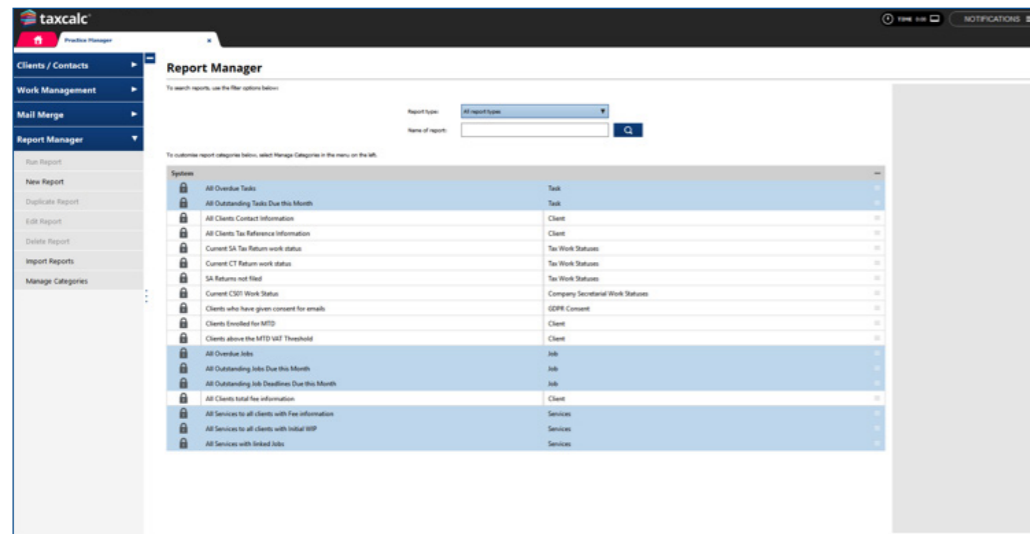 taxcalc
TIME 0:00
NOTIFICATIONS
Practice Manager
×
Clients / Contacts
Work Management
Mail Merge
Report Manager
Run Report
New Report
Duplicate Report
Edit Report
Delete Report
Import Reports
Manage Categories
Report Manager
To search reports, use the filter options below:
Report type: All report types
Name of report:
To customise report categories below, select Manage Categories in the menu on the left.
System
All Overdue Tasks Task
All Outstanding Tasks Due this Month Task
All Clients Contact Information Client
All Clients Tax Reference Information Client
Current SA Tax Return work status Tax Work Statuses
Current CT Return work status Tax Work Statuses
SA Returns not filed Tax Work Statuses
Current CS01 Work Status Company Secretarial Work Statuses
Clients who have given consent for emails GDPR Consent
Clients Enrolled for MTD Client
Clients above the MTD VAT Threshold Client
All Overdue Jobs Job
All Outstanding Jobs Due this Month Job
All Outstanding Job Deadlines Due this Month Job
All Clients total fee information Client
All Services to all clients with Fee information Services
All Services to all clients with Initial WIP Services
All Services with linked Jobs Services